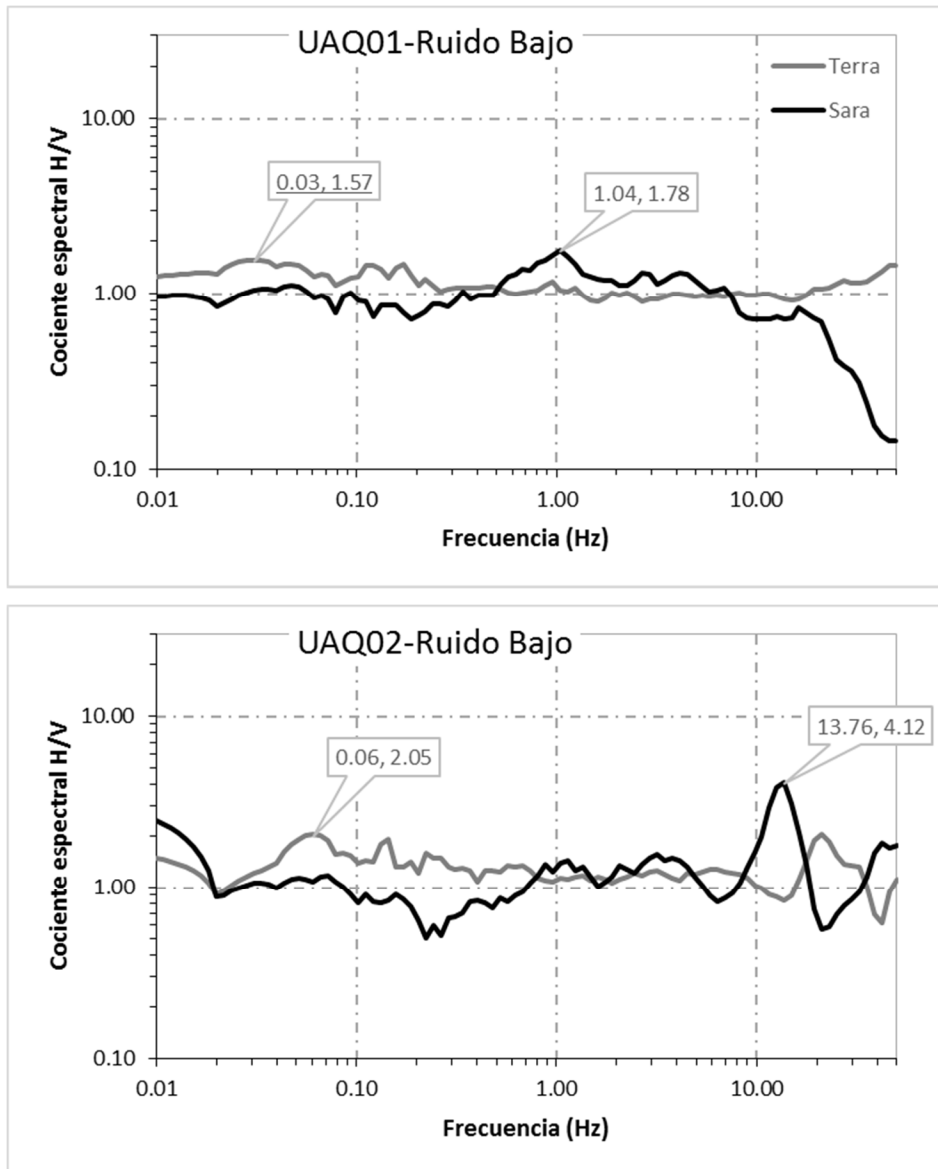 UAQ01-Ruido Bajo
Terra
Sara
Cociente espectral H/V
10.00
1.00
0.10
0.03, 1.57
1.04, 1.78
0.01 0.10 1.00 10.00
Frecuencia (Hz)
UAQ02-Ruido Bajo
Cociente espectral H/V
10.00
1.00
0.10
0.06, 2.05
13.76, 4.12
0.01 0.10 1.00 10.00
Frecuencia (Hz)